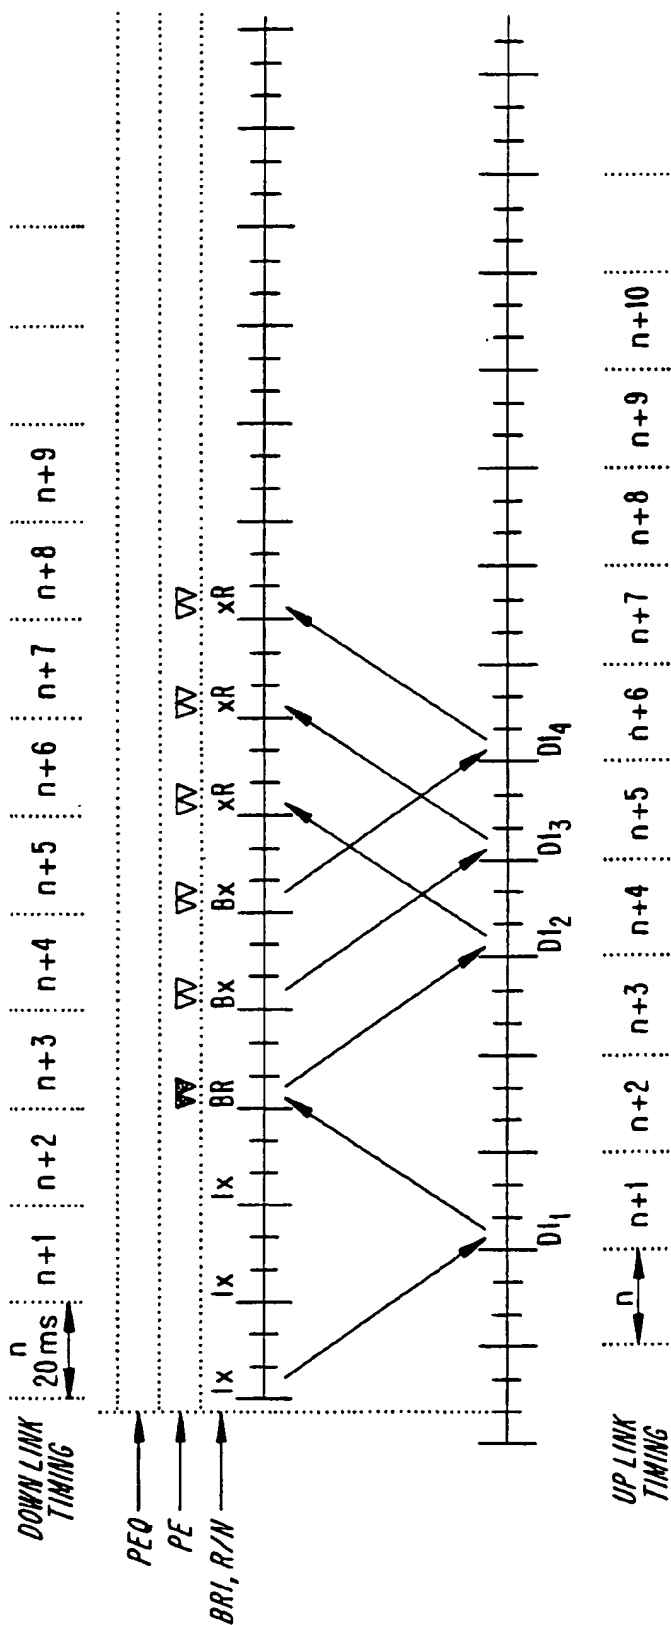 DOWN LINK
TIMING
n
20ms
n+1
n+2
n+3
n+4
n+5
n+6
n+7
n+8
n+9
PEQ
PE
BRI, R/N
Ix
Ix
Ix
BR
Bx
Bx
xR
xR
xR
DI1
DI2
DI3
DI4
UP LINK
TIMING
n
n+1
n+2
n+3
n+4
n+5
n+6
n+7
n+8
n+9
n+10